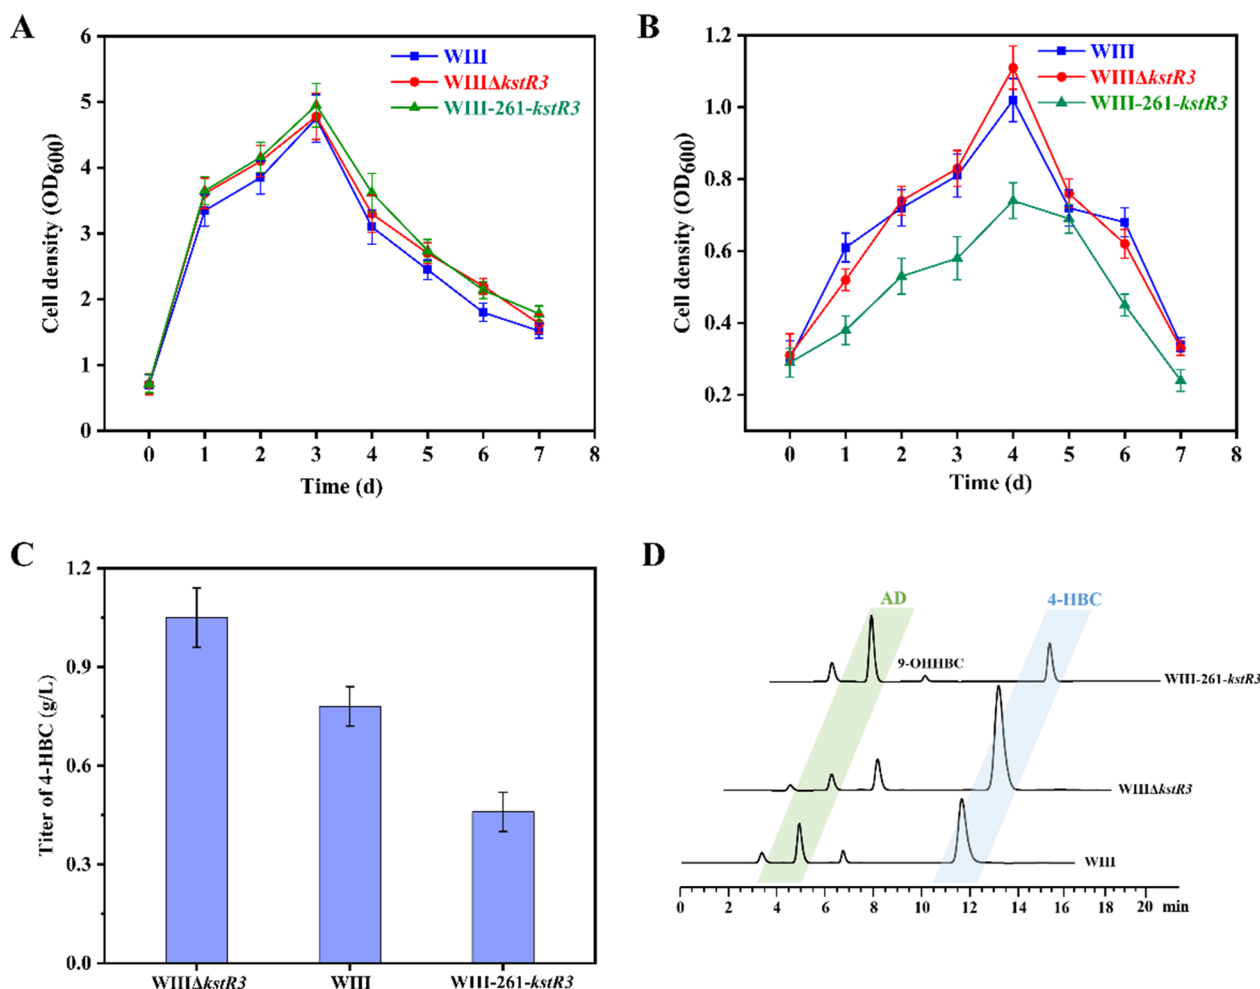 A
6
5
4
3
2
1
0
Cell density (OD600)
WIII
WIIIΔkstR3
WIII-261-kstR3
0 1 2 3 4 5 6 7 8
Time (d)
B
1.2
1.0
0.8
0.6
0.4
0.2
Cell density (OD600)
WIII
WIIIΔkstR3
WIII-261-kstR3
0 1 2 3 4 5 6 7 8
Time (d)
C
1.2
0.9
0.6
0.3
0.0
Titer of 4-HBC (g/L)
WIIIΔkstR3 WIII WIII-261-kstR3
D
AD 4-HBC
9-OHHBC
WIII-261-kstR3
WIIIΔkstR3
WIII
0 2 4 6 8 10 12 14 16 18 20 min